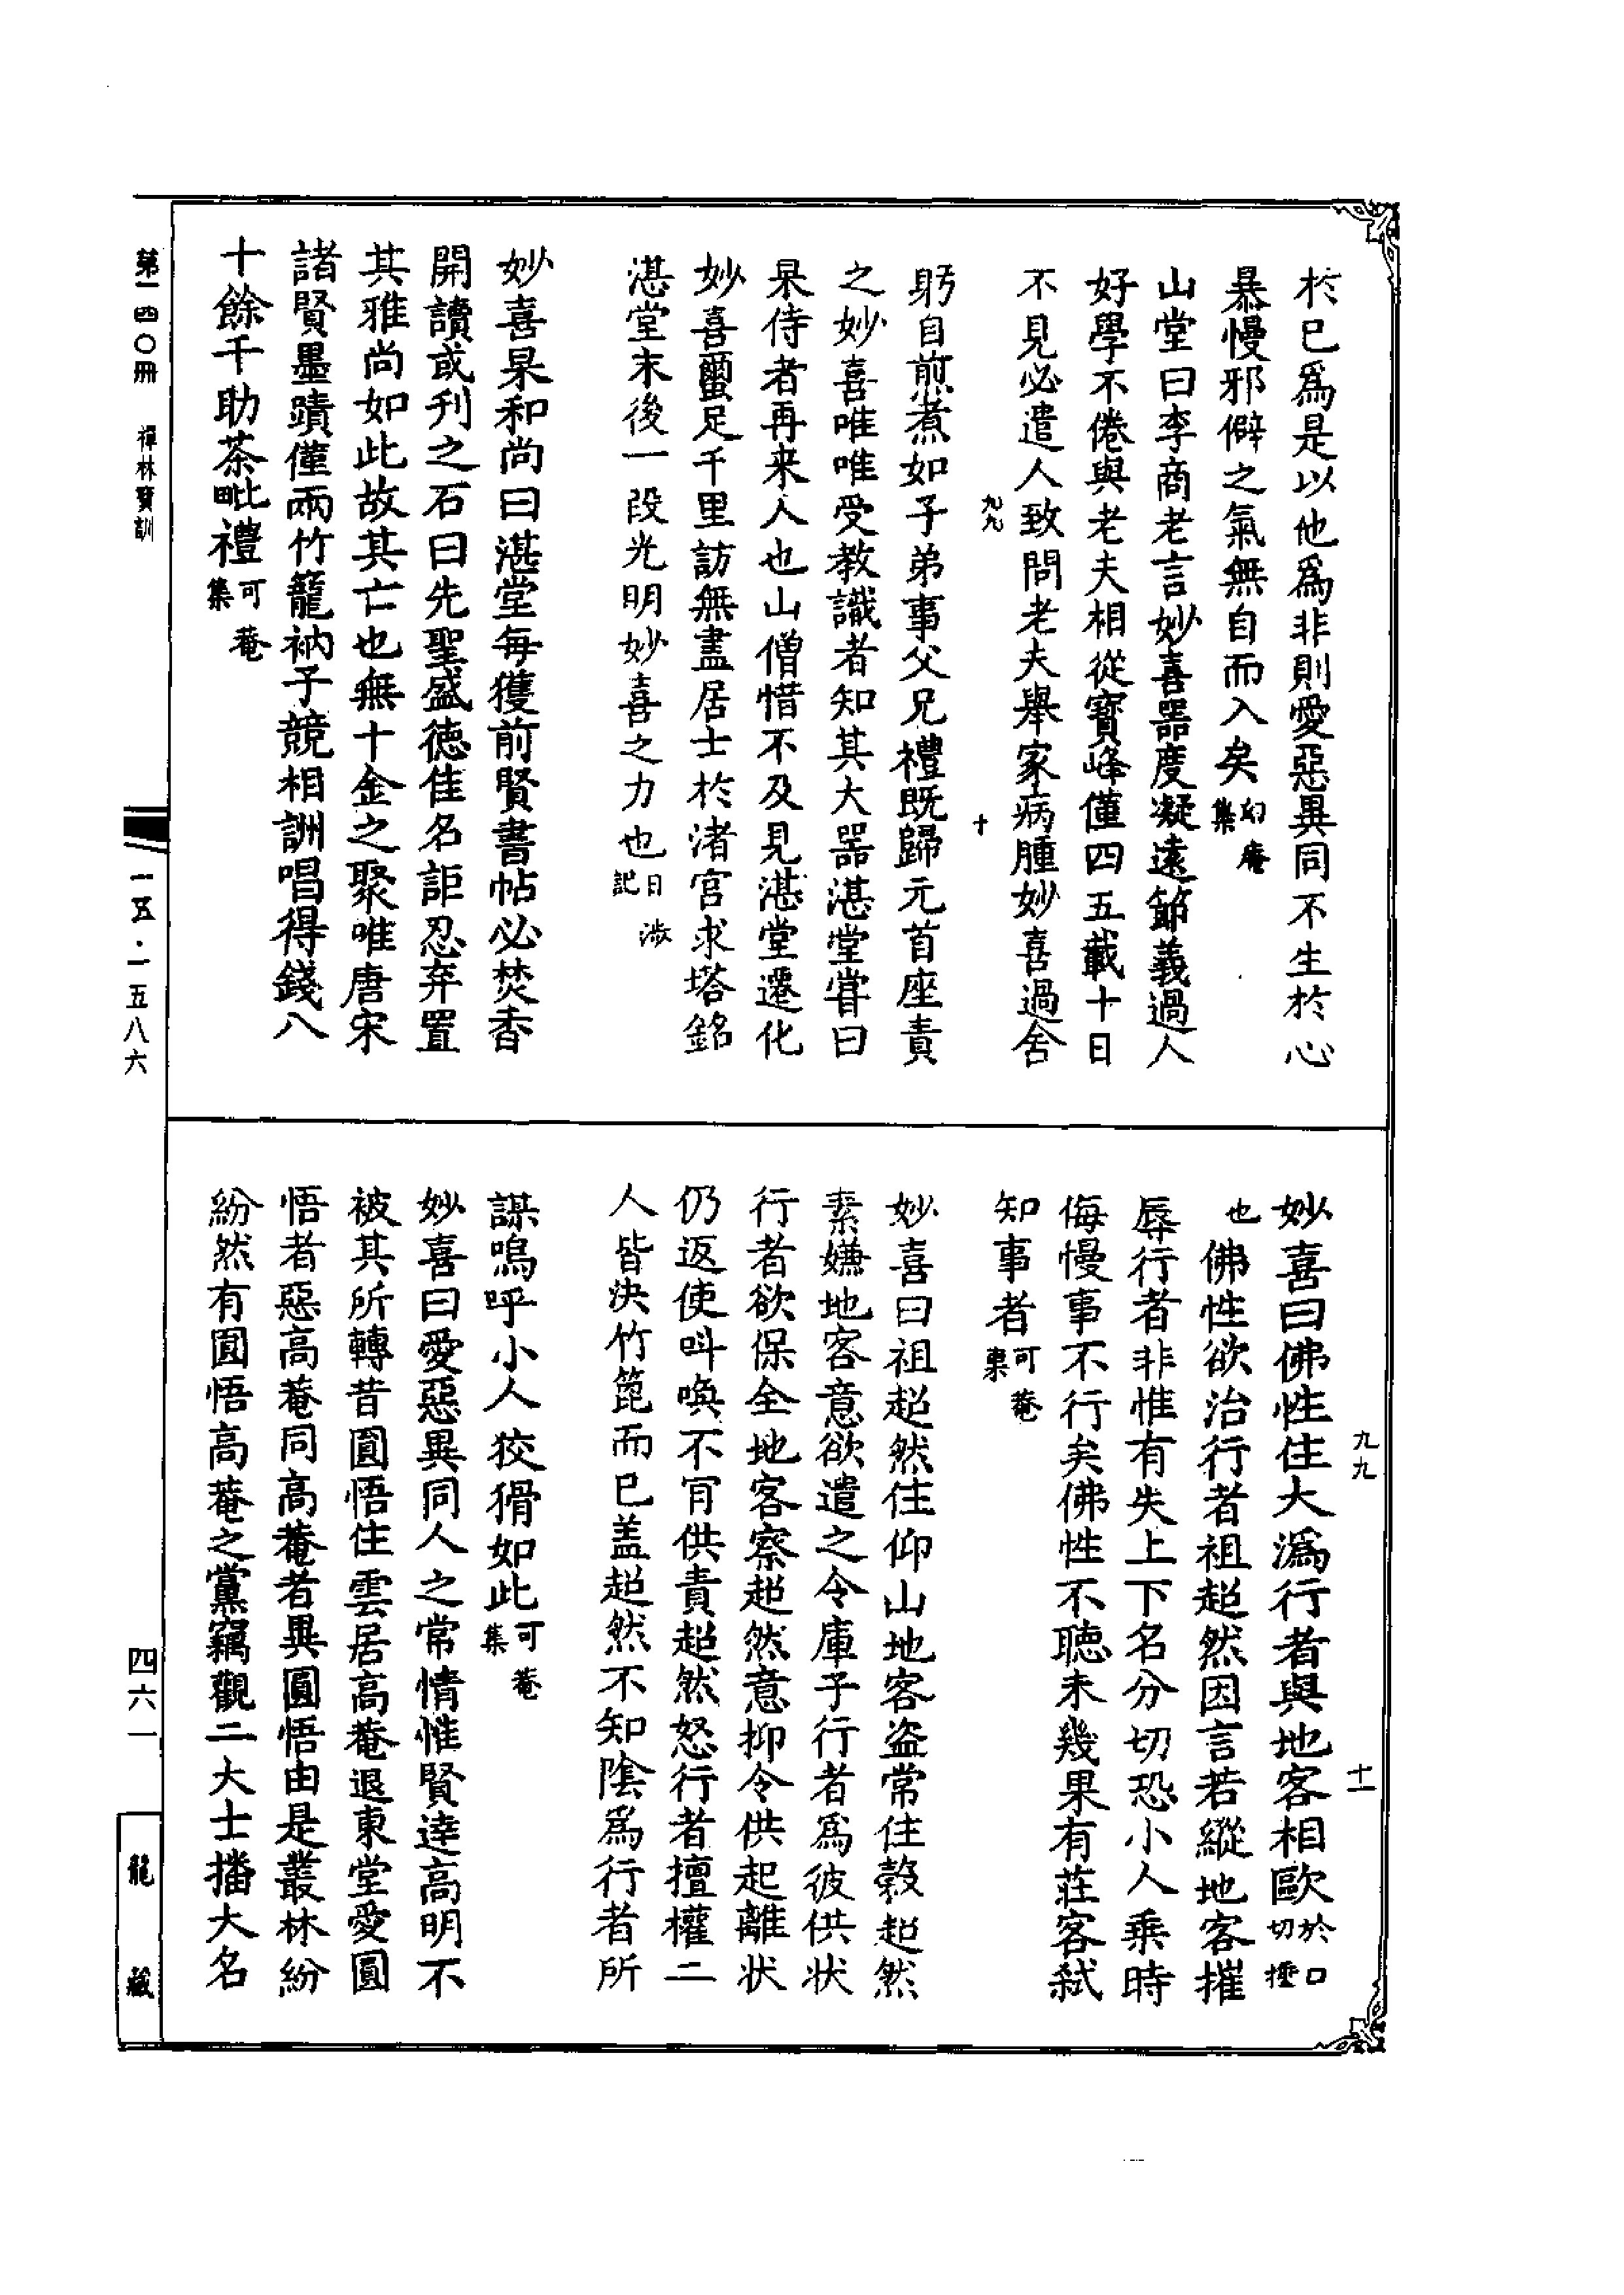 於已爲是以他爲非則愛惡異同不生於心
暴慢邪僻之氣無自而入矣幻庵集
山堂曰李商老言妙喜器度凝遠節義過人
好學不倦與老夫相從寶峰僅四五載十日
不見必遣人致問老夫舉家病腫妙喜過舍
九九 十
躬自煎煮如子弟事父兄禮既歸元首座責
之妙喜唯唯受教識者知其大器湛堂甞曰
杲侍者再来人也山僧惜不及見湛堂遷化
妙喜䘉足千里訪無盡居士於渚宮求塔銘
湛堂末後一段光明妙喜之力也日涉記
妙喜杲和尚曰湛堂每獲前賢書帖必焚香
開讀或刋之石曰先聖盛德佳名詎忍弃置
其雅尚如此故其亡也無十金之聚唯唐宋
諸賢墨蹟僅兩竹籠衲子競相詶唱得錢八
十餘千助茶毗禮可菴集
第一四〇冊 禪林寶訓
一五·一五八六
九九 十一
妙喜曰佛性住大潙行者與地客相歐於口切捶
也佛性欲治行者祖超然因言若縱地客摧
辱行者非惟有失上下名分切恐小人乗時
侮慢事不行矣佛性不聽未幾果有莊客弑
知事者可菴集
妙喜曰祖超然住仰山地客盜常住穀超然
素嫌地客意欲遣之令庫子行者爲彼供状
行者欲保全地客察超然意抑令供起離状
仍返使呌喚不肯供責超然怒行者擅權二
人皆决竹篦而已盖超然不知陰爲行者所
謀嗚呼小人狡猾如此可菴集
妙喜曰愛惡異同人之常情惟賢逹高明不
被其所轉昔圓悟住雲居高菴退東堂愛圓
悟者惡高菴同高菴者異圓悟由是叢林紛
紛然有圓悟高菴之黨竊觀二大士播大名
四六一
龍藏